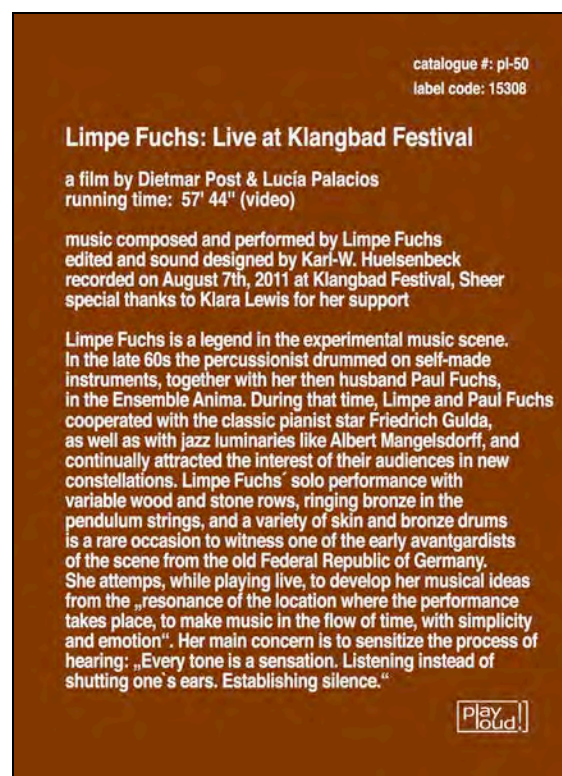 catalogue #: pl-50
label code: 15308
Limpe Fuchs: Live at Klangbad Festival
a film by Dietmar Post & Lucía Palacios
running time: 57' 44" (video)
music composed and performed by Limpe Fuchs
edited and sound designed by Karl-W. Huelsenbeck
recorded on August 7th, 2011 at Klangbad Festival, Sheer
special thanks to Klara Lewis for her support
Limpe Fuchs is a legend in the experimental music scene.
In the late 60s the percussionist drummed on self-made
instruments, together with her then husband Paul Fuchs,
in the Ensemble Anima. During that time, Limpe and Paul Fuchs
cooperated with the classic pianist star Friedrich Gulda,
as well as with jazz luminaries like Albert Mangelsdorff, and
continually attracted the interest of their audiences in new
constellations. Limpe Fuchs´ solo performance with
variable wood and stone rows, ringing bronze in the
pendulum strings, and a variety of skin and bronze drums
is a rare occasion to witness one of the early avantgardists
of the scene from the old Federal Republic of Germany.
She attemps, while playing live, to develop her musical ideas
from the „resonance of the location where the performance
takes place, to make music in the flow of time, with simplicity
and emotion“. Her main concern is to sensitize the process of
hearing: „Every tone is a sensation. Listening instead of
shutting one`s ears. Establishing silence.“
play
loud!